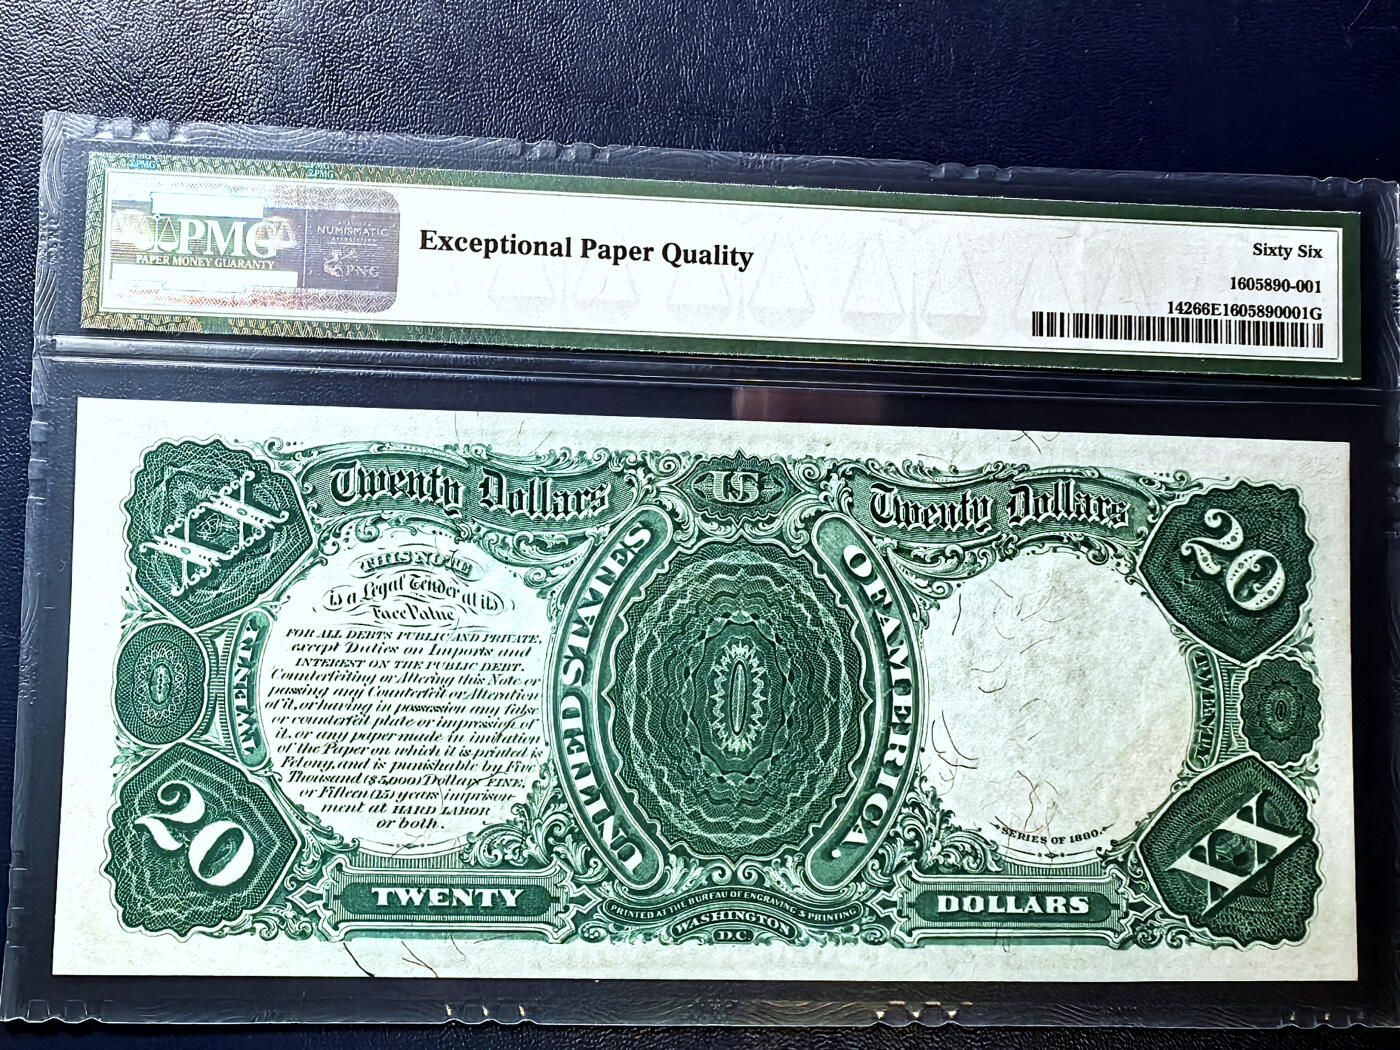 PMG
PMG
PMG
PAPER MONEY GUARANTY
NUMISMATIC
PNG
Exceptional Paper Quality
Sixty Six
1605890-001
14266E1605890001G
XX
Twenty Dollars
US
Twenty Dollars
20
THIS NOTE
is a Legal Tender at its
Face Value
FOR ALL DEBTS PUBLIC AND PRIVATE,
except Duties on Imports and
INTEREST ON THE PUBLIC DEBT.
Counterfeiting or Altering this Note or
passing any Counterfeit or Alteration
of it, or having in possession any false
or counterfeit plate or impression of
it, or any paper made in imitation
of the Paper on which it is printed is
Felony, and is punishable by Five
Thousand ($5,000) Dollars FINE,
or Fifteen (15) years imprison-
ment at HARD LABOR
or both.
TWENTY
UNITED STATES
OF AMERICA.
TWENTY
SERIES OF 1880.
20
XX
TWENTY
PRINTED AT THE BUREAU OF ENGRAVING & PRINTING
WASHINGTON
D.C.
DOLLARS